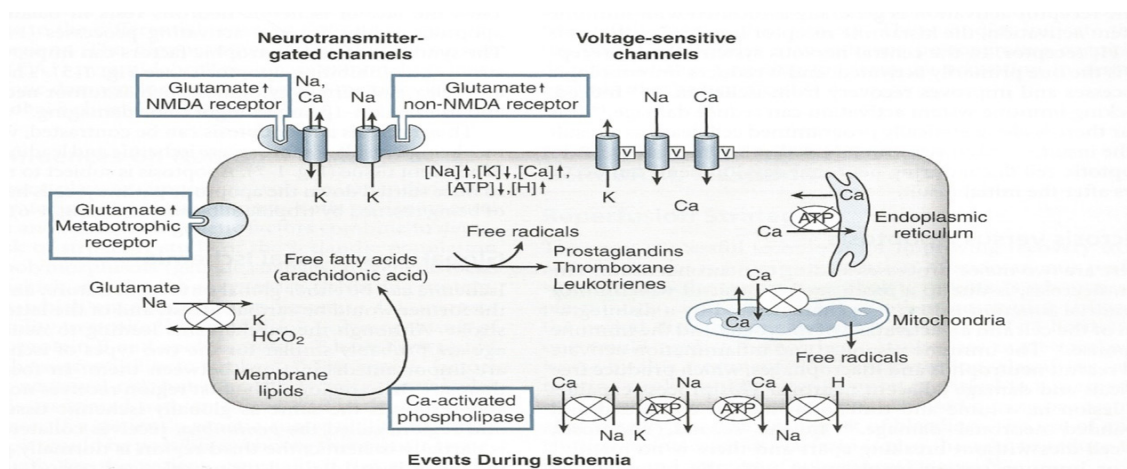 Neurotransmitter-
gated channels
Voltage-sensitive
channels
Glutamate↑
NMDA receptor
Na,
Ca
Na
Glutamate↑
non-NMDA receptor
Na
Ca
V
V
V
K
K
K
[Na]↑,[K]↓,[Ca]↑,
[ATP]↓,[H]↑
Ca
Ca
ATP
Ca
Endoplasmic
reticulum
Glutamate↑
Metabotrophic
receptor
Free radicals
Free fatty acids
(arachidonic acid)
Prostaglandins
Thromboxane
Leukotrienes
Glutamate
Na
K
HCO2
Ca
Ca
Mitochondria
Free radicals
Membrane
lipids
Ca-activated
phospholipase
Ca
Na
Ca
H
ATP
ATP
Na
K
Na
Events During Ischemia